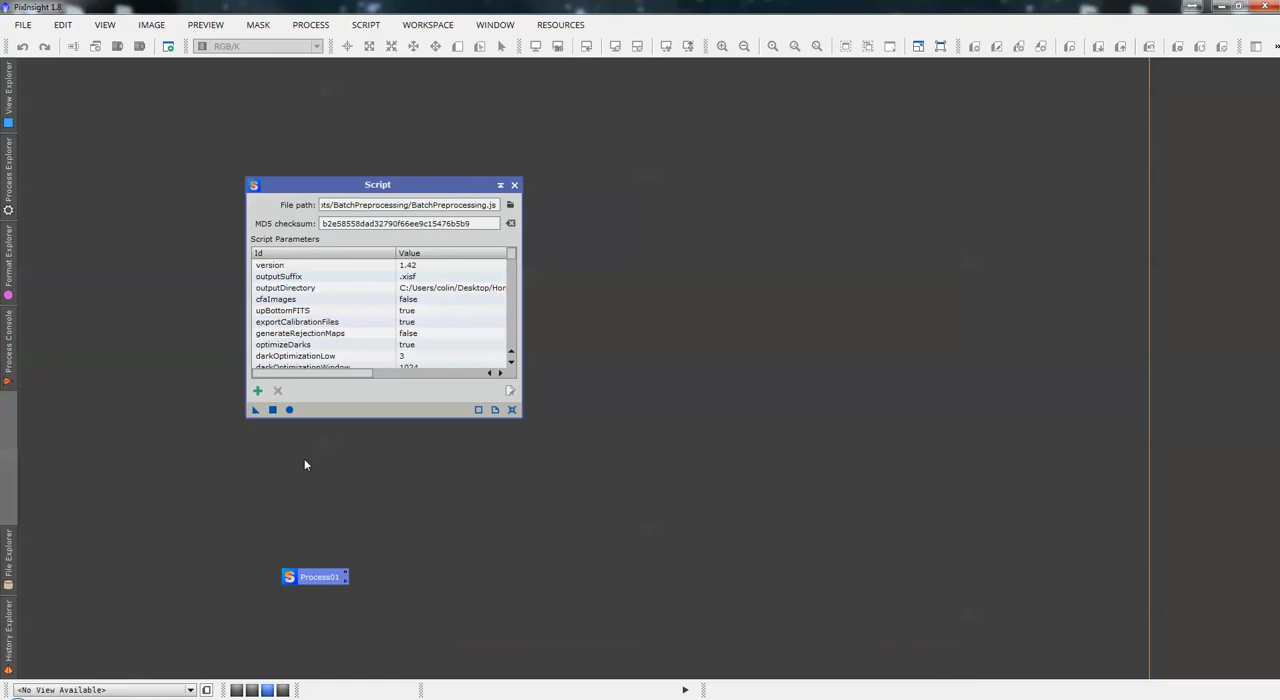 PixInsight 1.8
FILE EDIT VIEW IMAGE PREVIEW MASK PROCESS SCRIPT WORKSPACE WINDOW RESOURCES
RGB/K
View Explorer
Process Explorer
Format Explorer
Process Console
File Explorer
History Explorer
Script
File path: ts/BatchPreprocessing/BatchPreprocessing.js
MD5 checksum: b2e58558dad32790f66ee9c15476b5b9
Script Parameters
Id Value
version 1.42
outputSuffix .xisf
outputDirectory C:/Users/colin/Desktop/Hor
cfaImages false
upBottomFITS true
exportCalibrationFiles true
generateRejectionMaps false
optimizeDarks true
darkOptimizationLow 3
darkOptimizationWindow 1024
Process01
<No View Available>